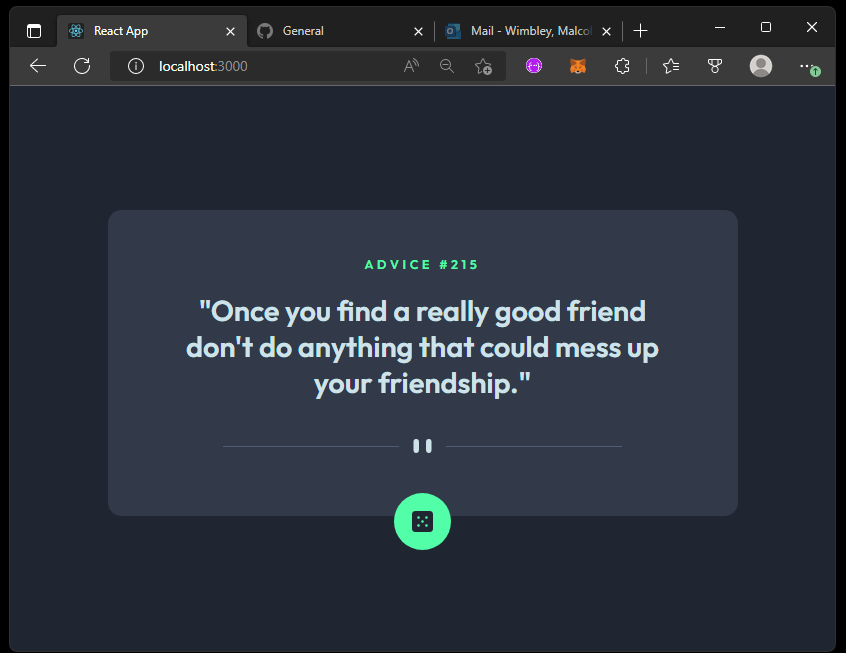 React App
General
Mail - Wimbley, Malcol
localhost:3000
ADVICE #215
"Once you find a really good friend
don't do anything that could mess up
your friendship."